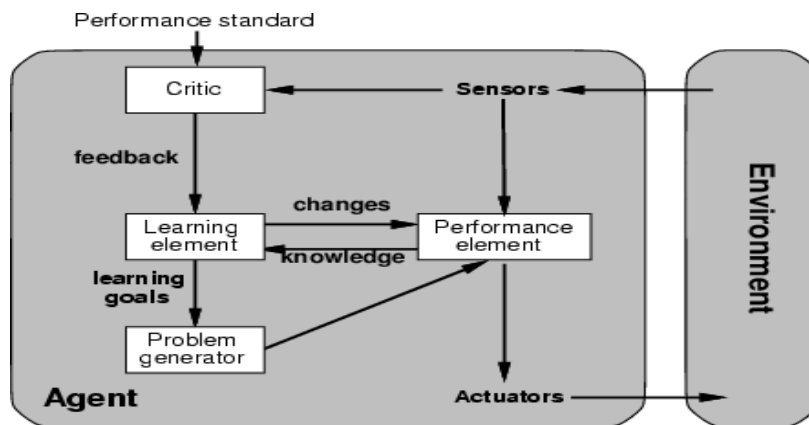 Performance standard
Critic
Sensors
feedback
changes
Learning
element
Performance
element
knowledge
learning
goals
Problem
generator
Agent
Actuators
Environment